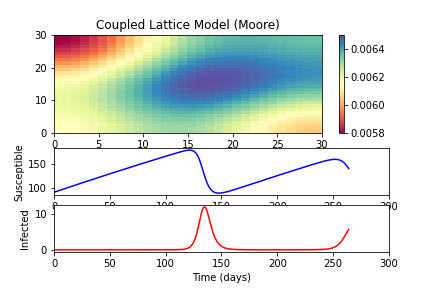 Coupled Lattice Model (Moore)
30
20
10
0
0 5 10 15 20 25 30
0.0064
0.0062
0.0060
0.0058
Susceptible
150
100
0 50 100 150 200 250 300
Infected
10
0
0 50 100 150 200 250 300
Time (days)